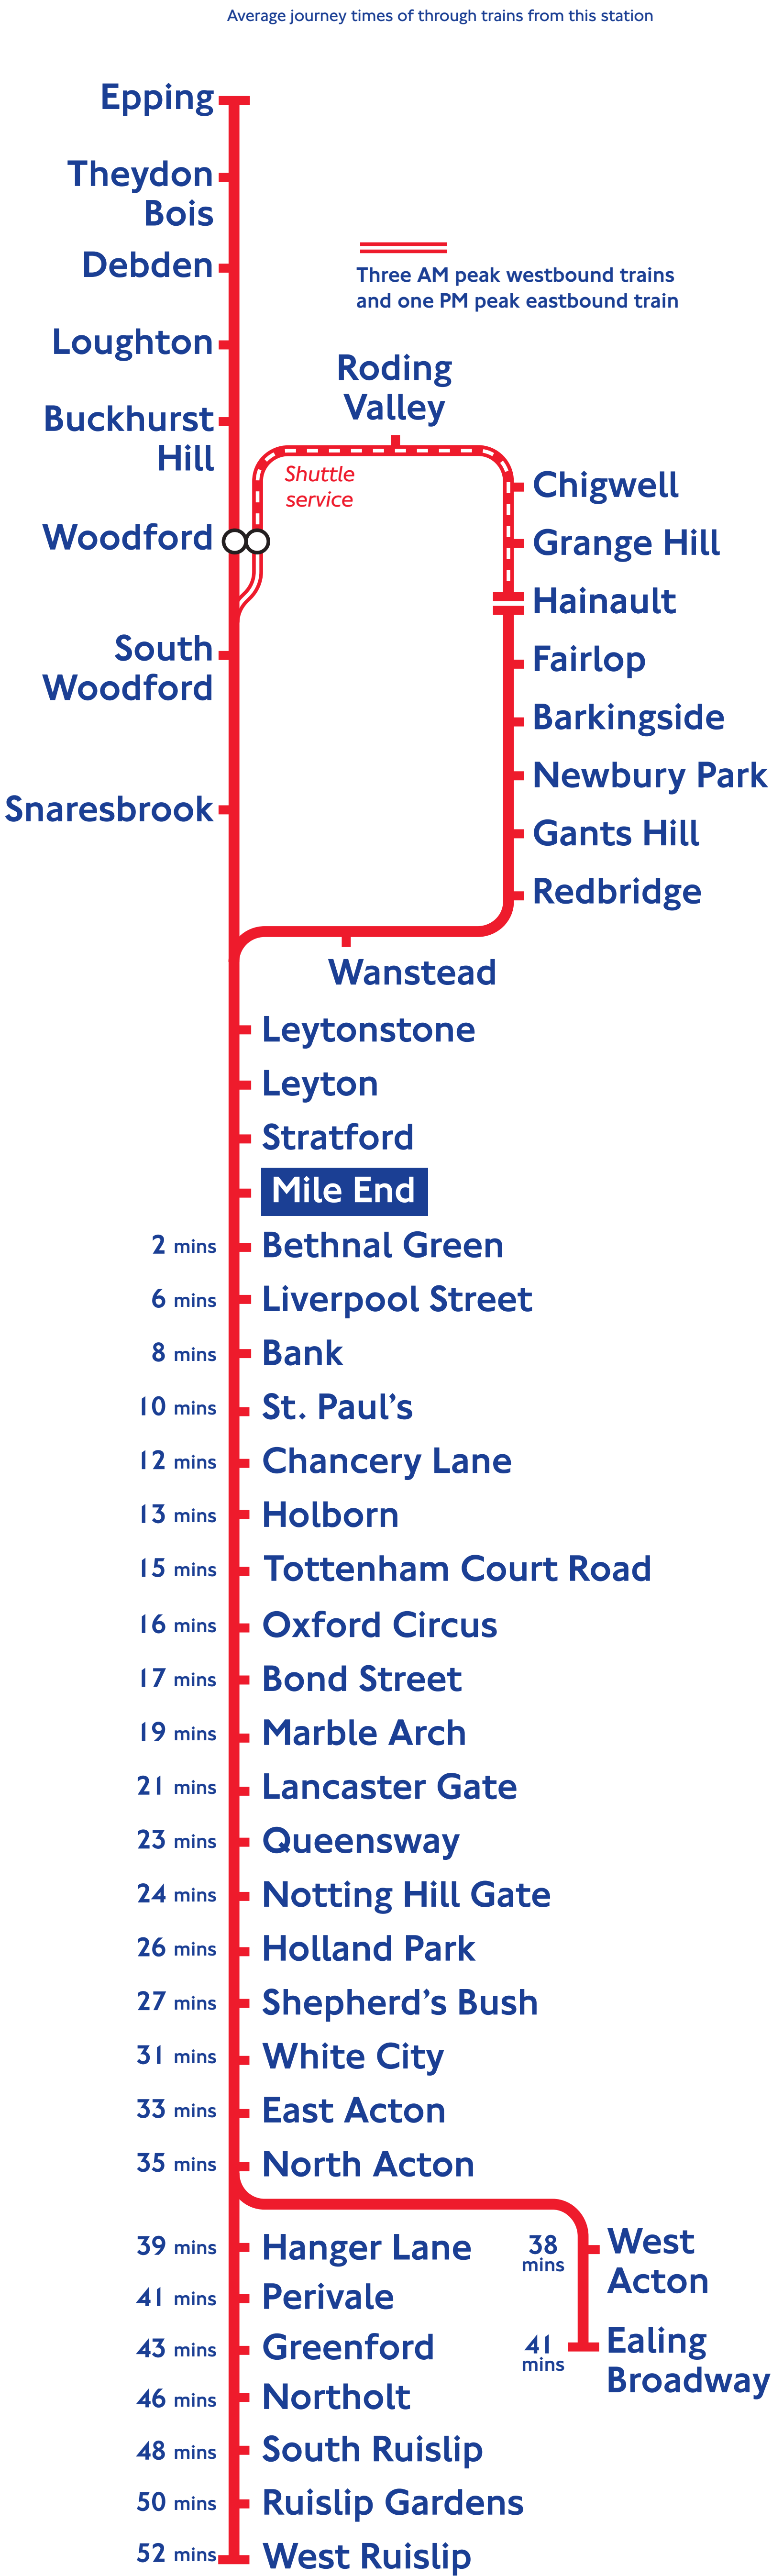 Average journey times of through trains from this station
Epping
Theydon
Bois
Debden
Three AM peak westbound trains
and one PM peak eastbound train
Loughton
Roding
Valley
Buckhurst
Hill
Shuttle
service
Chigwell
Woodford
Grange Hill
Hainault
South
Woodford
Fairlop
Barkingside
Newbury Park
Snaresbrook
Gants Hill
Redbridge
Wanstead
Leytonstone
Leyton
Stratford
Mile End
2 mins Bethnal Green
6 mins Liverpool Street
8 mins Bank
10 mins St. Paul’s
12 mins Chancery Lane
13 mins Holborn
15 mins Tottenham Court Road
16 mins Oxford Circus
17 mins Bond Street
19 mins Marble Arch
21 mins Lancaster Gate
23 mins Queensway
24 mins Notting Hill Gate
26 mins Holland Park
27 mins Shepherd’s Bush
31 mins White City
33 mins East Acton
35 mins North Acton
39 mins Hanger Lane
38
mins
West
Acton
41 mins Perivale
43 mins Greenford
41
mins
Ealing
Broadway
46 mins Northolt
48 mins South Ruislip
50 mins Ruislip Gardens
52 mins West Ruislip